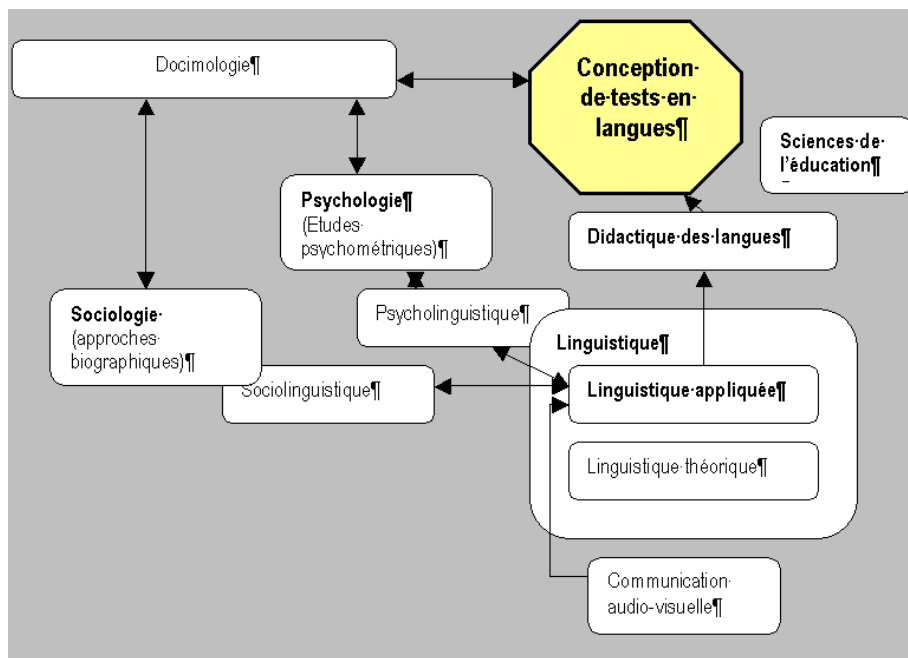 Docimologie¶
Conception·
de·tests·en·
langues¶
Sciences·de·
l'éducation¶
Psychologie¶
(Etudes·
psychométriques)¶
Didactique·des·langues¶
Sociologie·
(approches·
biographiques)¶
Psycholinguistique¶
Linguistique¶
Sociolinguistique¶
Linguistique·appliquée¶
Linguistique·théorique¶
Communication·
audio-visuelle¶